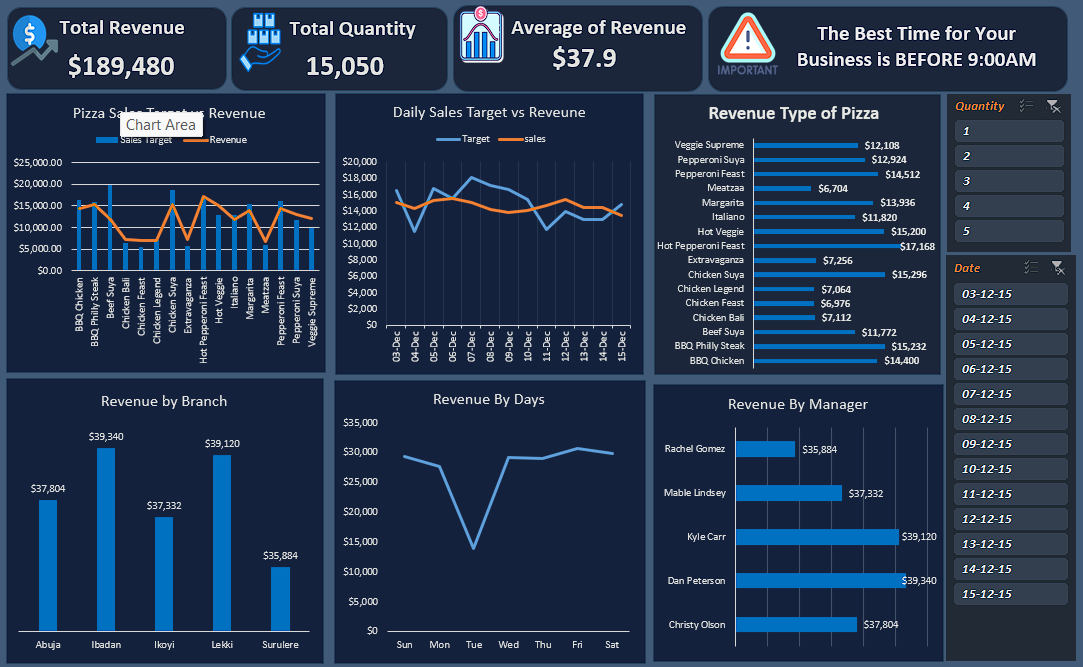 Total Revenue
$189,480
Total Quantity
15,050
Average of Revenue
$37.9
IMPORTANT
The Best Time for Your
Business is BEFORE 9:00AM
Pizza Sales Target vs Revenue
Chart Area
Sales Target
Revenue
$25,000.00
$20,000.00
$15,000.00
$10,000.00
$5,000.00
$0.00
BBQ Chicken
BBQ Philly Steak
Beef Suya
Chicken Bali
Chicken Feast
Chicken Legend
Chicken Suya
Extravaganza
Hot Pepperoni Feast
Hot Veggie
Italiano
Margarita
Meatzaa
Pepperoni Feast
Pepperoni Suya
Veggie Supreme
Daily Sales Target vs Reveune
Target
sales
$20,000
$18,000
$16,000
$14,000
$12,000
$10,000
$8,000
$6,000
$4,000
$2,000
$0
03-Dec
04-Dec
05-Dec
06-Dec
07-Dec
08-Dec
09-Dec
10-Dec
11-Dec
12-Dec
13-Dec
14-Dec
15-Dec
Revenue Type of Pizza
Veggie Supreme $12,108
Pepperoni Suya $12,924
Pepperoni Feast $14,512
Meatzaa $6,704
Margarita $13,936
Italiano $11,820
Hot Veggie $15,200
Hot Pepperoni Feast $17,168
Extravaganza $7,256
Chicken Suya $15,296
Chicken Legend $7,064
Chicken Feast $6,976
Chicken Bali $7,112
Beef Suya $11,772
BBQ Philly Steak $15,232
BBQ Chicken $14,400
Quantity
1
2
3
4
5
Date
03-12-15
04-12-15
05-12-15
06-12-15
07-12-15
08-12-15
09-12-15
10-12-15
11-12-15
12-12-15
13-12-15
14-12-15
15-12-15
Revenue by Branch
$37,804
$39,340
$37,332
$39,120
$35,884
Abuja
Ibadan
Ikoyi
Lekki
Surulere
Revenue By Days
$35,000
$30,000
$25,000
$20,000
$15,000
$10,000
$5,000
$0
Sun
Mon
Tue
Wed
Thu
Fri
Sat
Revenue By Manager
Rachel Gomez $35,884
Mable Lindsey $37,332
Kyle Carr $39,120
Dan Peterson $39,340
Christy Olson $37,804